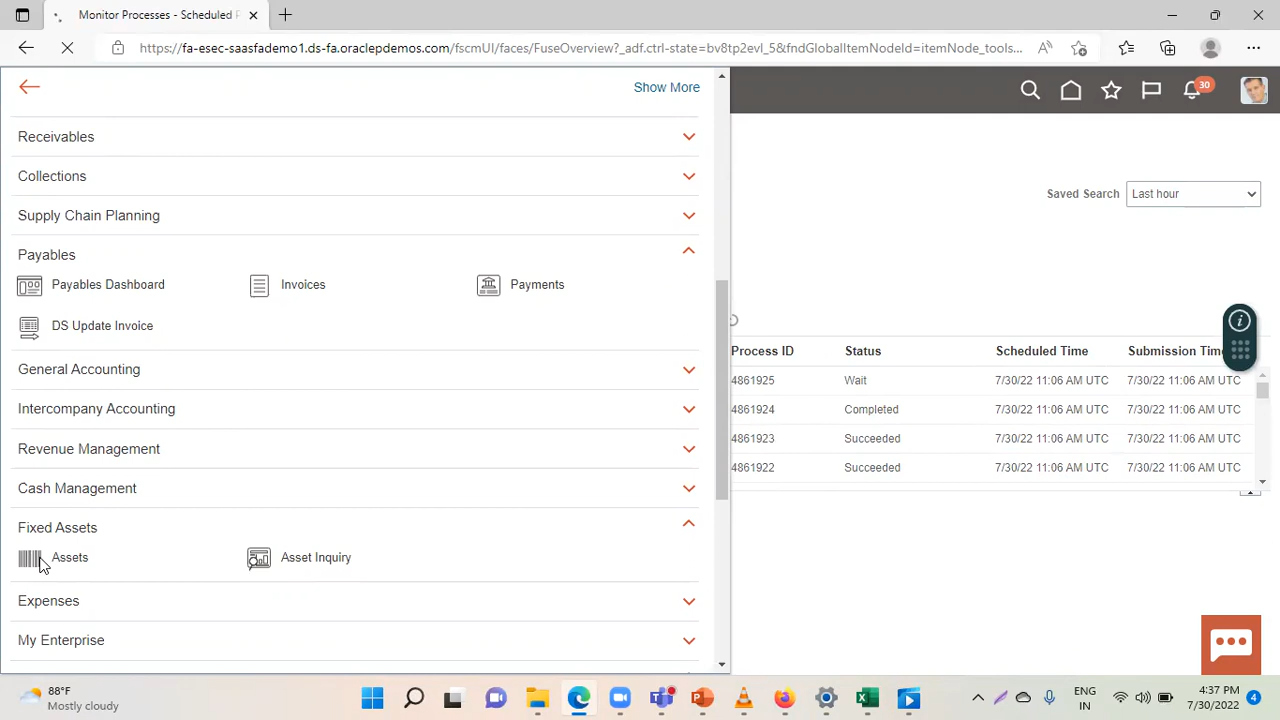 Monitor Processes - Scheduled P
https://fa-esec-saasfademo1.ds-fa.oraclepdemos.com/fscmUI/faces/FuseOverview?_adf.ctrl-state=bv8tp2evl_5&fndGlobalItemNodeId=itemNode_tools...
Show More
30
Receivables
Collections
Supply Chain Planning
Saved Search Last hour
Payables
Payables Dashboard Invoices Payments
DS Update Invoice
General Accounting
Intercompany Accounting
Revenue Management
Cash Management
Fixed Assets
Assets Asset Inquiry
Expenses
My Enterprise
Process ID Status Scheduled Time Submission Time
4861925 Wait 7/30/22 11:06 AM UTC 7/30/22 11:06 AM UTC
4861924 Completed 7/30/22 11:06 AM UTC 7/30/22 11:06 AM UTC
4861923 Succeeded 7/30/22 11:06 AM UTC 7/30/22 11:06 AM UTC
4861922 Succeeded 7/30/22 11:06 AM UTC 7/30/22 11:06 AM UTC
88°F
Mostly cloudy
ENG
IN
4:37 PM
7/30/2022
4